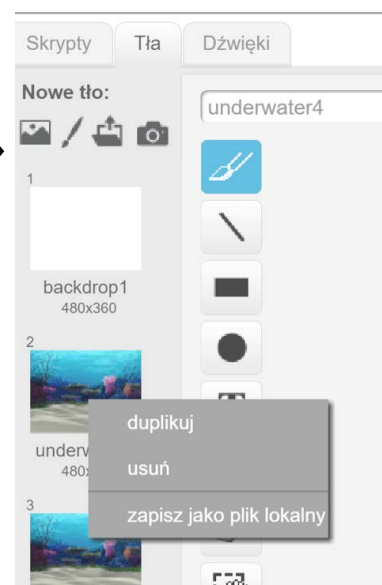 Skrypty Tła Dźwięki
Nowe tło:
underwater4
1
backdrop1
480x360
2
duplikuj
usuń
zapisz jako plik lokalny
3